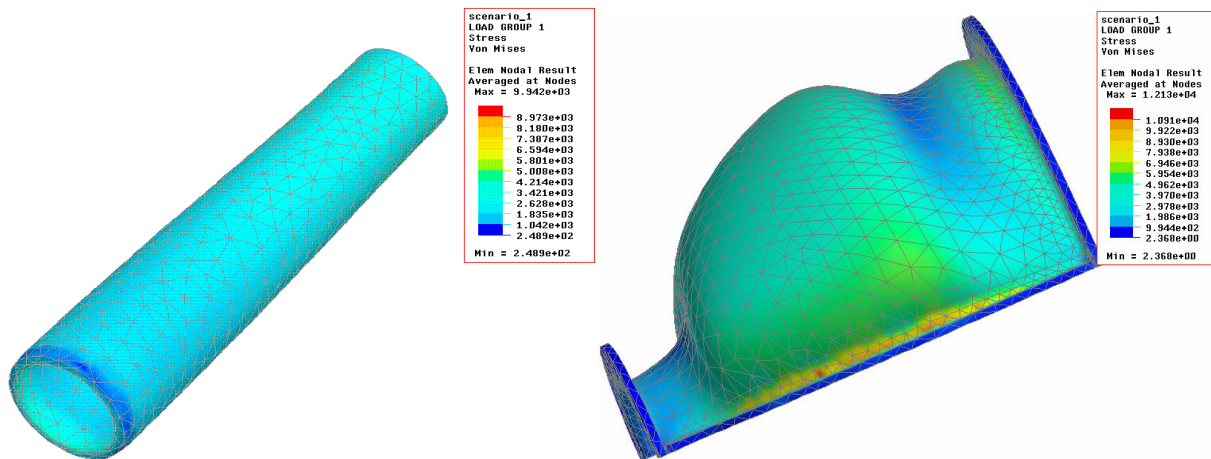 scenario_1
LOAD GROUP 1
Stress
Von Mises
Elem Nodal Result
Averaged at Nodes
Max = 9.942e+03
8.973e+03
8.180e+03
7.387e+03
6.594e+03
5.801e+03
5.008e+03
4.214e+03
3.421e+03
2.628e+03
1.835e+03
1.042e+03
2.489e+02
Min = 2.489e+02
scenario_1
LOAD GROUP 1
Stress
Von Mises
Elem Nodal Result
Averaged at Nodes
Max = 1.213e+04
1.091e+04
9.922e+03
8.930e+03
7.938e+03
6.946e+03
5.954e+03
4.962e+03
3.970e+03
2.978e+03
1.986e+03
9.944e+02
2.368e+00
Min = 2.368e+00